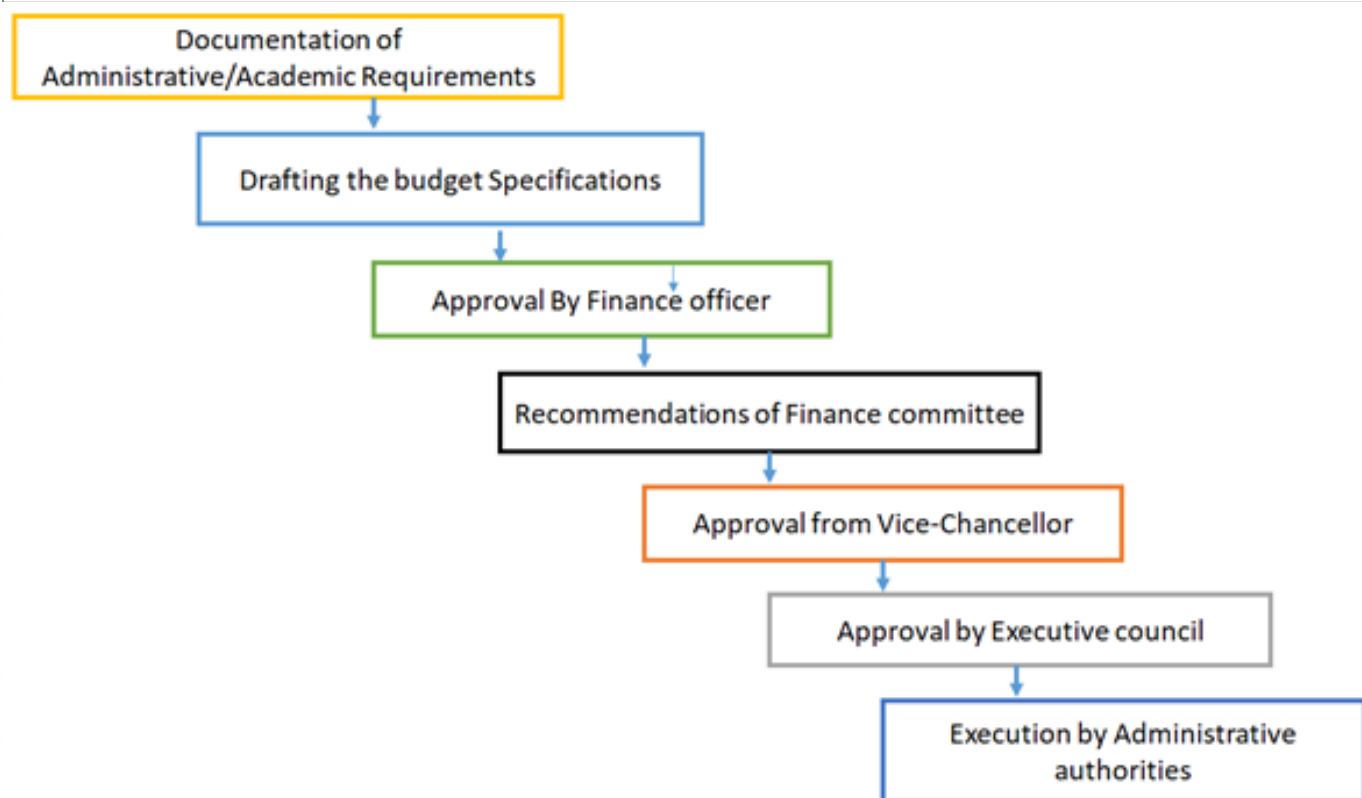 Documentation of
Administrative/Academic Requirements
Drafting the budget Specifications
Approval By Finance officer
Recommendations of Finance committee
Approval from Vice-Chancellor
Approval by Executive council
Execution by Administrative
authorities